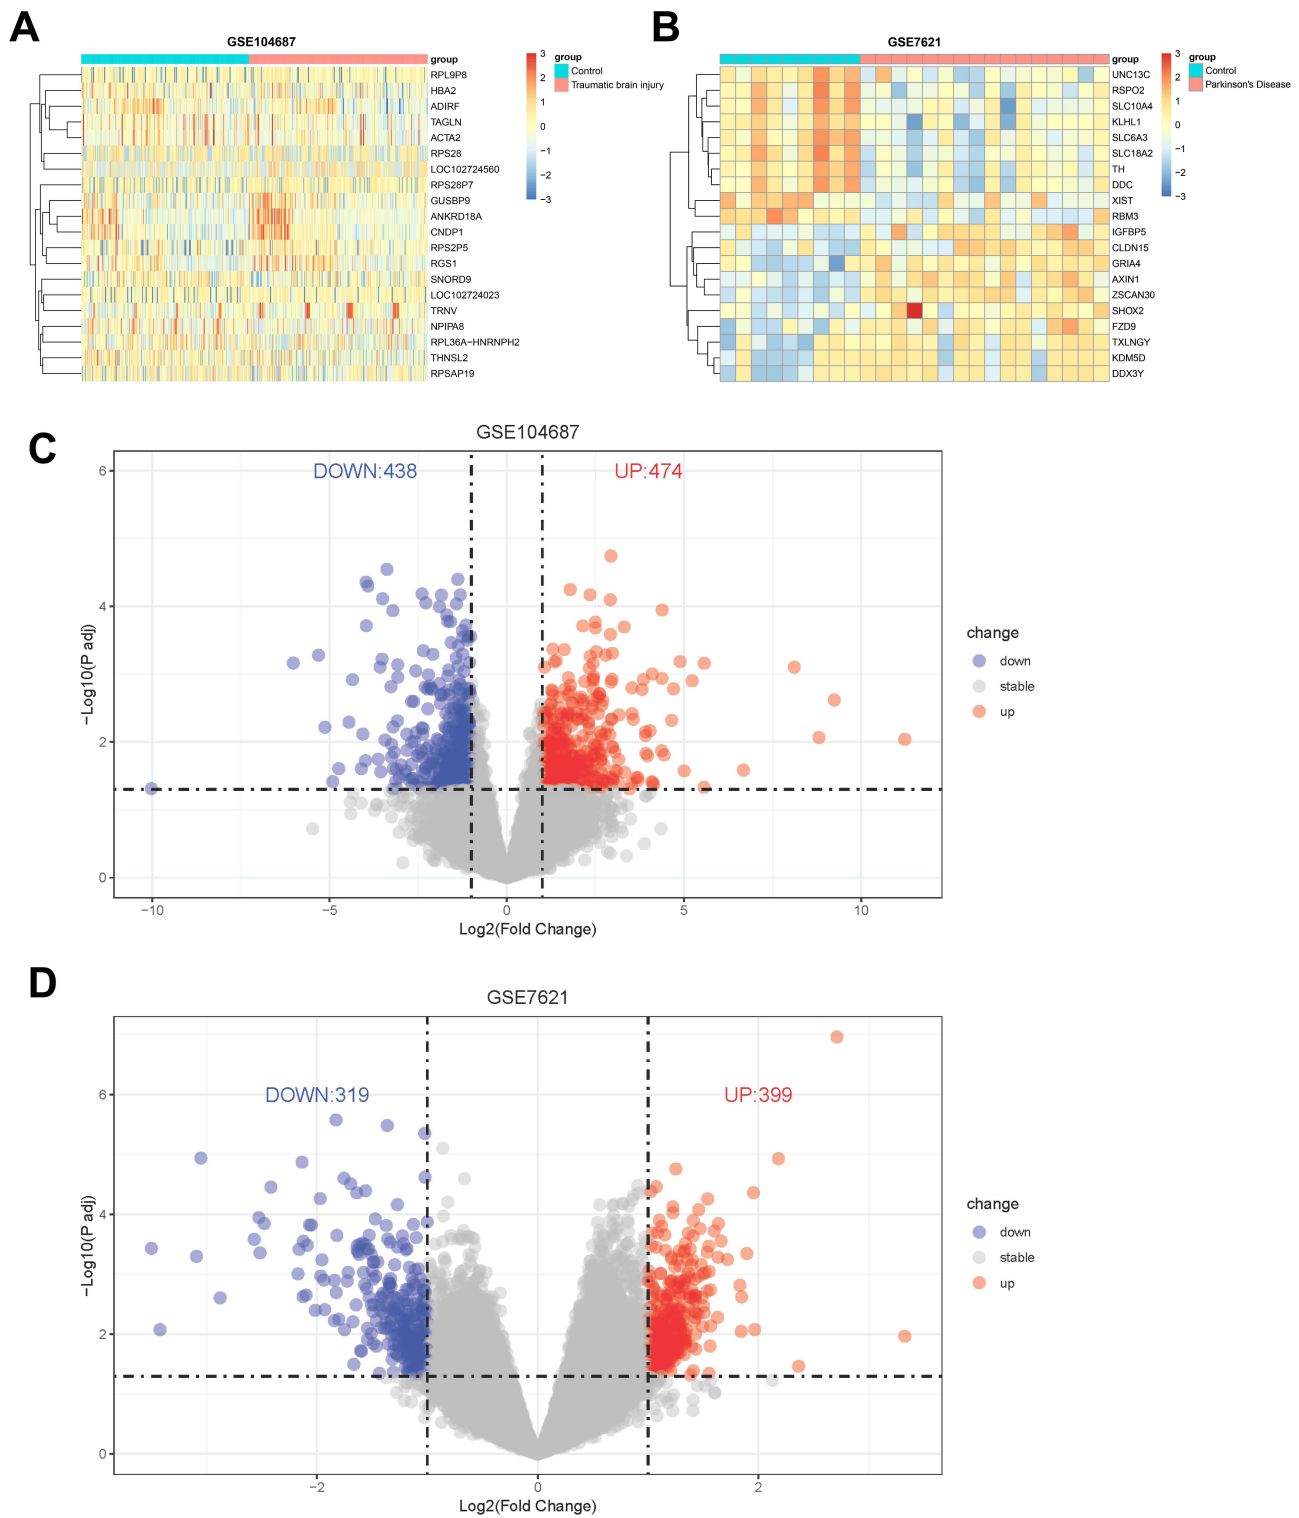 A
GSE104687
group
RPL9P8
HBA2
ADIRF
TAGLN
ACTA2
RPS28
LOC102724560
RPS28P7
GUSBP9
ANKRD18A
CNDP1
RPS2P5
RGS1
SNORD9
LOC102724023
TRNV
NPIPA8
RPL36A−HNRNPH2
THNSL2
RPSAP19
3
2
1
0
−1
−2
−3
group
Control
Traumatic brain injury
B
GSE7621
group
UNC13C
RSPO2
SLC10A4
KLHL1
SLC6A3
SLC18A2
TH
DDC
XIST
RBM3
IGFBP5
CLDN15
GRIA4
AXIN1
ZSCAN30
SHOX2
FZD9
TXLNGY
KDM5D
DDX3Y
3
2
1
0
−1
−2
−3
group
Control
Parkinson's Disease
C
GSE104687
DOWN:438
UP:474
6
4
2
0
−Log10(P adj)
−10
−5
0
5
10
Log2(Fold Change)
change
down
stable
up
D
GSE7621
DOWN:319
UP:399
6
4
2
0
−Log10(P adj)
−2
0
2
Log2(Fold Change)
change
down
stable
up